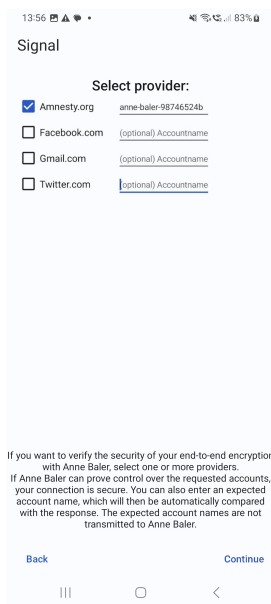 13:56
83%
Signal
Select provider:
Amnesty.org anne-baler-98746524b
Facebook.com (optional) Accountname
Gmail.com (optional) Accountname
Twitter.com (optional) Accountname
If you want to verify the security of your end-to-end encryption
with Anne Baler, select one or more providers.
If Anne Baler can prove control over the requested accounts,
your connection is secure. You can also enter an expected
account name, which will then be automatically compared
with the response. The expected account names are not
transmitted to Anne Baler.
Back Continue